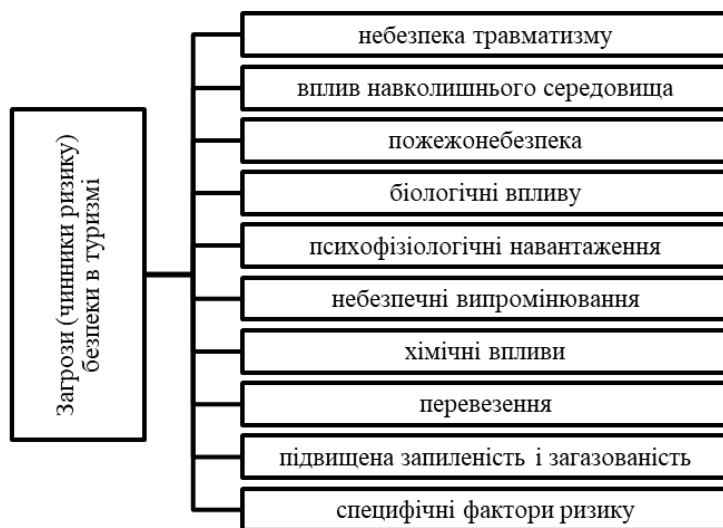 Загрози (чинники ризику)
безпеки в туризмі
небезпека травматизму
вплив навколишнього середовища
пожежонебезпека
біологічні впливу
психофізіологічні навантаження
небезпечні випромінювання
хімічні впливи
перевезення
підвищена запиленість і загазованість
специфічні фактори ризику